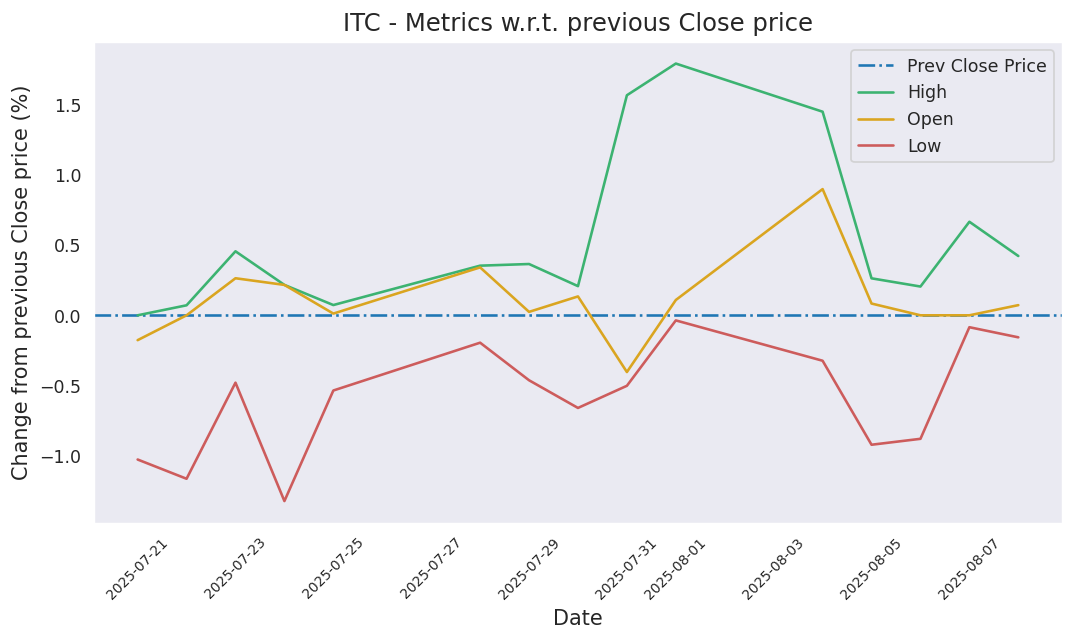 ITC - Metrics w.r.t. previous Close price
Change from previous Close price (%)
1.5
1.0
0.5
0.0
−0.5
−1.0
Prev Close Price
High
Open
Low
2025-07-21
2025-07-23
2025-07-25
2025-07-27
2025-07-29
2025-07-31
2025-08-01
2025-08-03
2025-08-05
2025-08-07
Date